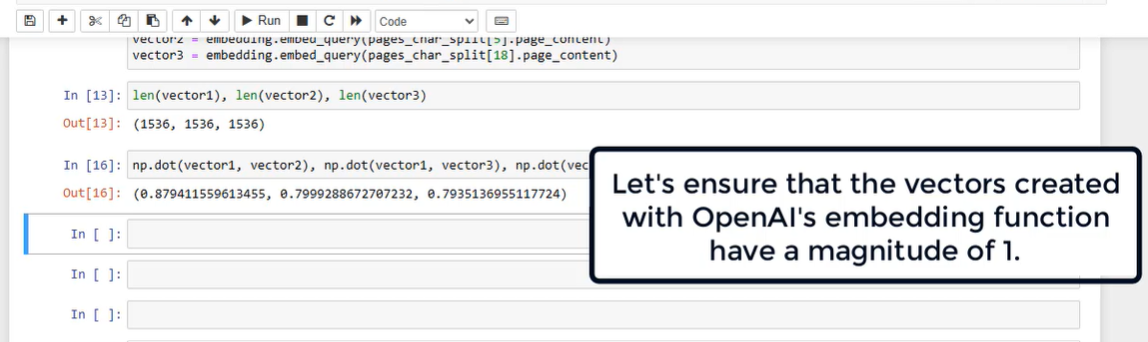 Run
Code
vector2 = embedding.embed_query(pages_char_split[5].page_content)
vector3 = embedding.embed_query(pages_char_split[18].page_content)
In [13]: len(vector1), len(vector2), len(vector3)
Out[13]: (1536, 1536, 1536)
In [16]: np.dot(vector1, vector2), np.dot(vector1, vector3), np.dot(vec
Out[16]: (0.879411559613455, 0.7999288672707232, 0.7935136955117724)
Let's ensure that the vectors created
with OpenAI's embedding function
have a magnitude of 1.
In [ ]:
In [ ]:
In [ ]: